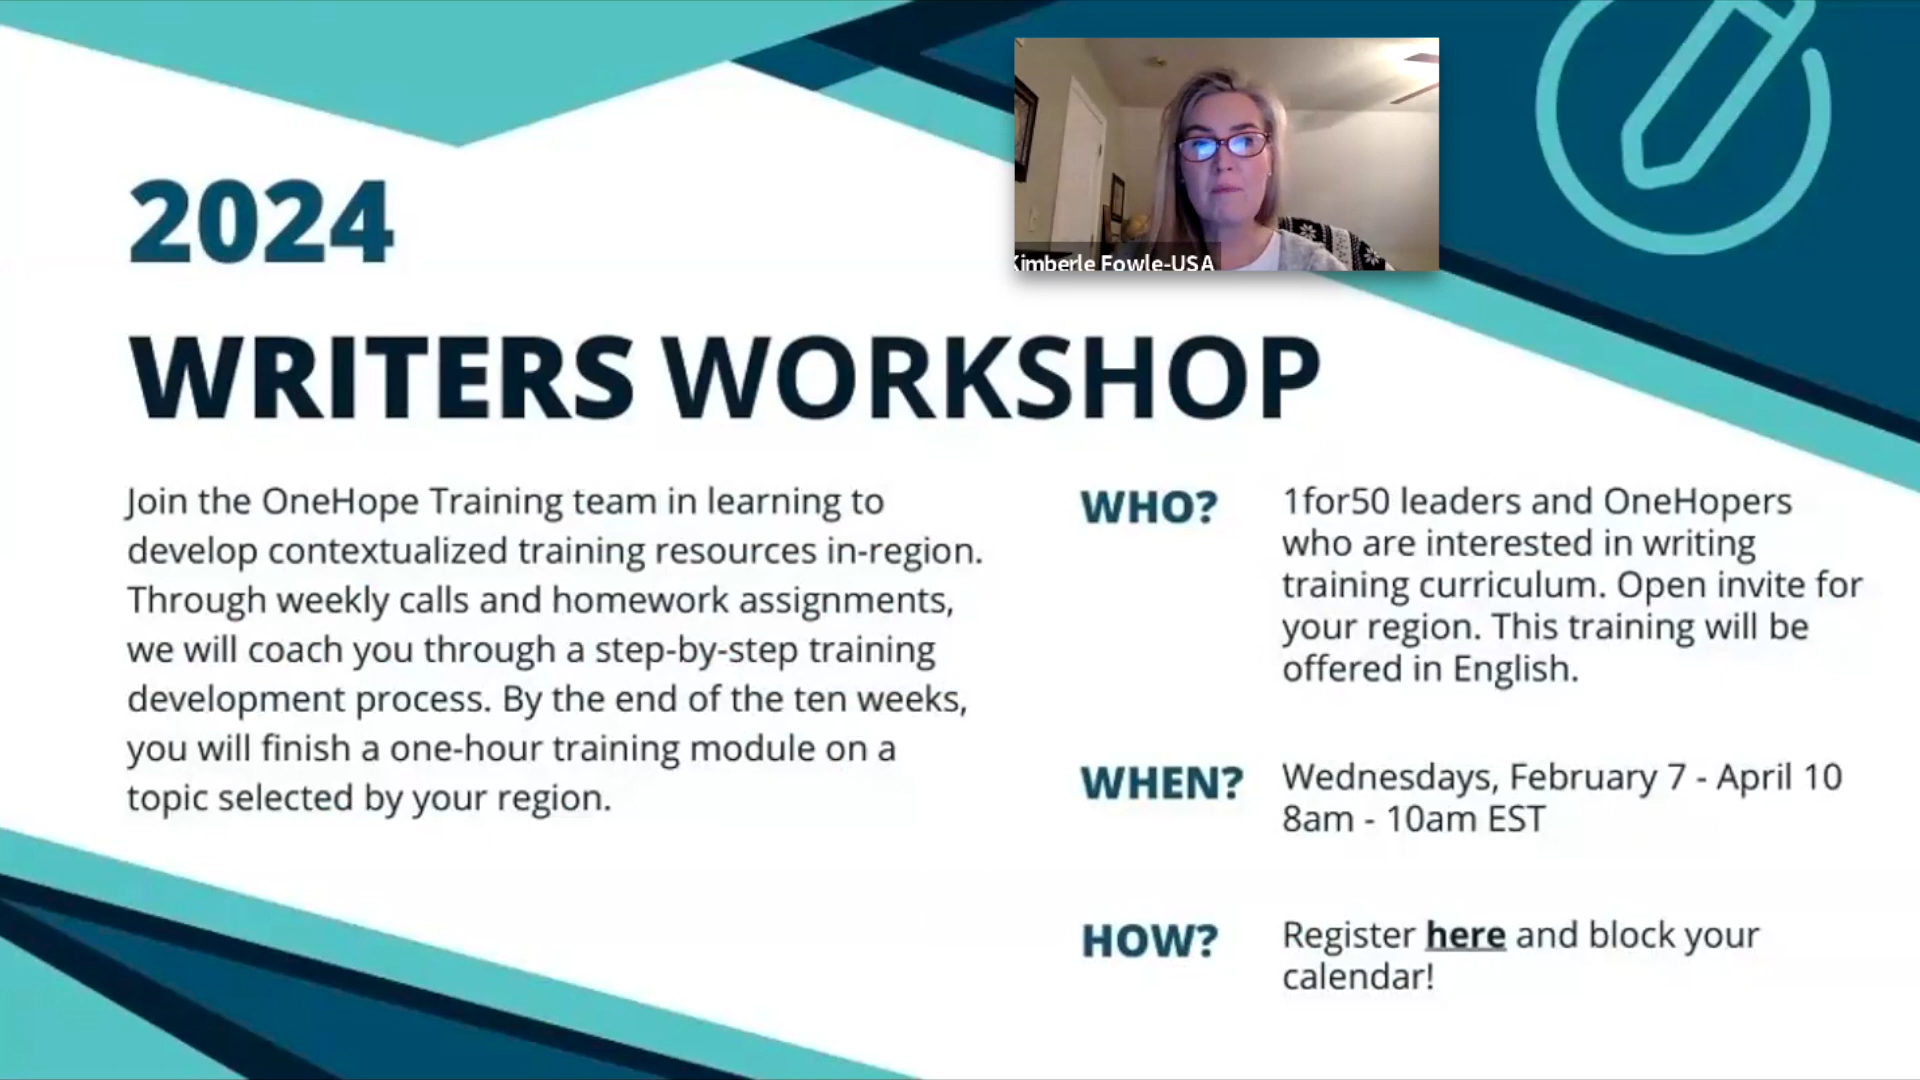 2024
Kimberle Fowle-USA
WRITERS WORKSHOP
Join the OneHope Training team in learning to
develop contextualized training resources in-region.
Through weekly calls and homework assignments,
we will coach you through a step-by-step training
development process. By the end of the ten weeks,
you will finish a one-hour training module on a
topic selected by your region.
WHO?
1for50 leaders and OneHopers
who are interested in writing
training curriculum. Open invite for
your region. This training will be
offered in English.
WHEN?
Wednesdays, February 7 - April 10
8am - 10am EST
HOW?
Register here and block your
calendar!